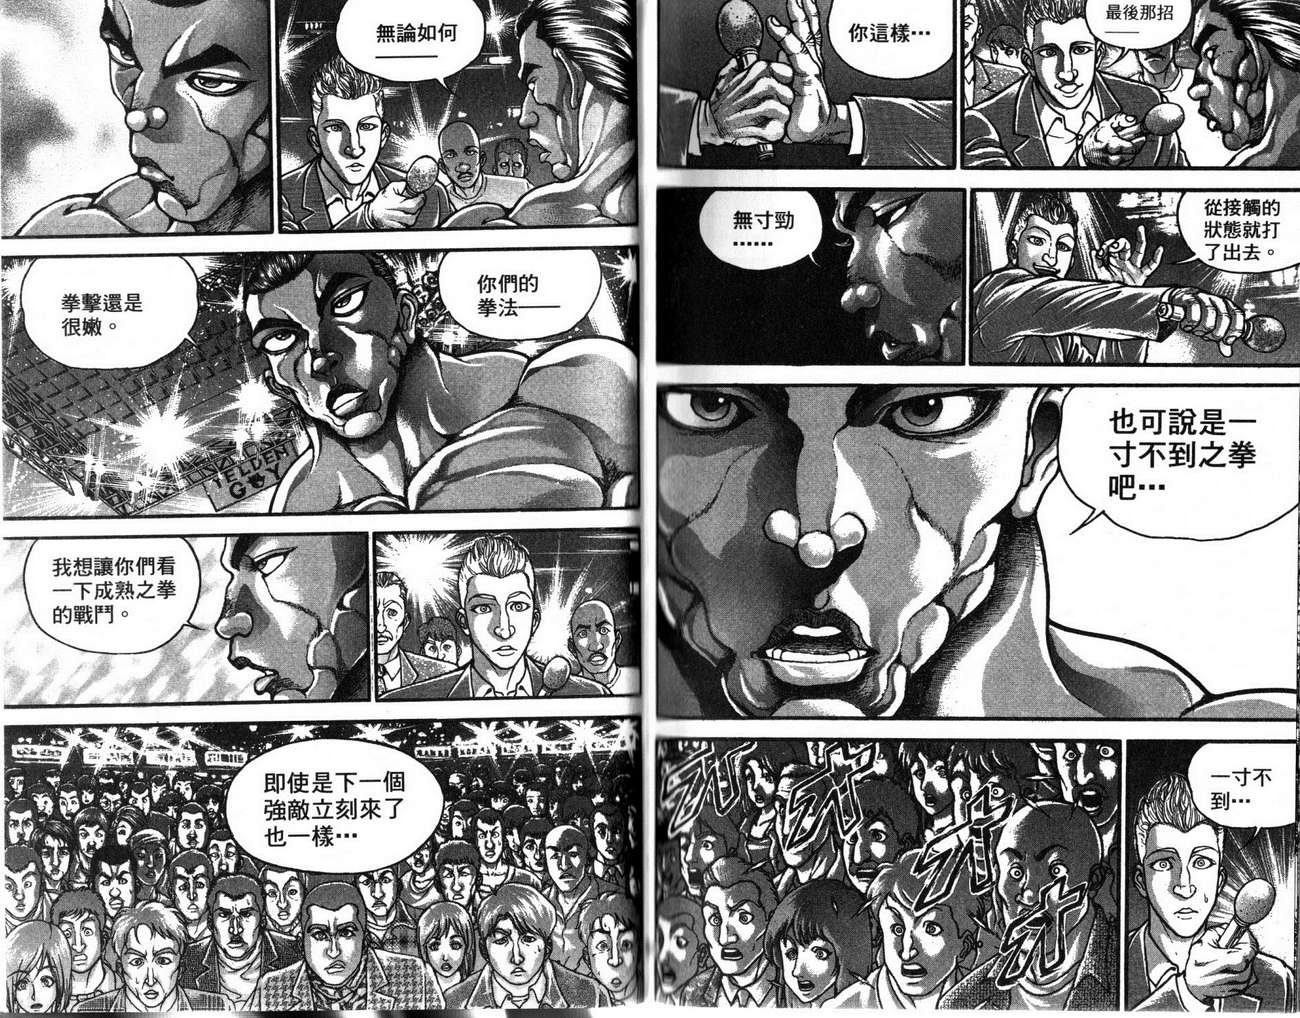 最後那招
———
你這樣⋯
從接觸的
狀態就打
了出去。
無寸勁
⋯⋯
也可說是一
寸不到之拳
吧⋯
一寸不
到⋯
無論如何
———
你們的
拳法——
拳擊還是
很嫩。
TELDEN
我想讓你們看
一下成熟之拳
的戰鬥。
即使是下一個
強敵立刻來了
也一樣⋯